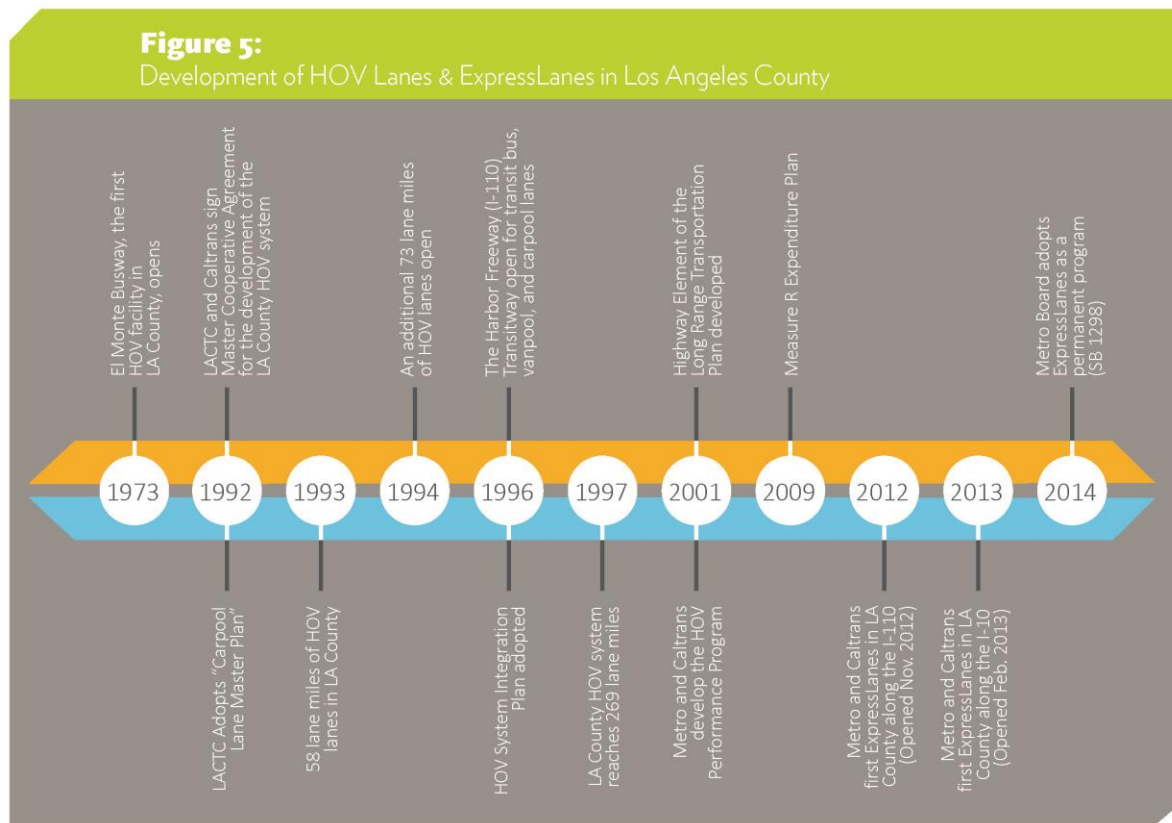 Figure 5:
Development of HOV Lanes & ExpressLanes in Los Angeles County
El Monte Busway, the first
HOV facility in
LA County, opens
LACTC and Caltrans sign
Master Cooperative Agreement
for the development of the
LA County HOV system
An additional 73 lane miles
of HOV lanes open
The Harbor Freeway (I-110)
Transitway open for transit bus,
vanpool, and carpool lanes
Highway Element of the
Long Range Transportation
Plan developed
Measure R Expenditure Plan
Metro Board adopts
ExpressLanes as a
permanent program
(SB 1298)
1973
1992
1993
1994
1996
1997
2001
2009
2012
2013
2014
LACTC Adopts "Carpool
Lane Master Plan"
58 lane miles of HOV
lanes in LA County
HOV System Integration
Plan adopted
LA County HOV system
reaches 269 lane miles
Metro and Caltrans
develop the HOV
Performance Program
Metro and Caltrans
first ExpressLanes in LA
County along the I-110
(Opened Nov. 2012)
Metro and Caltrans
first ExpressLanes in LA
County along the I-10
(Opened Feb. 2013)